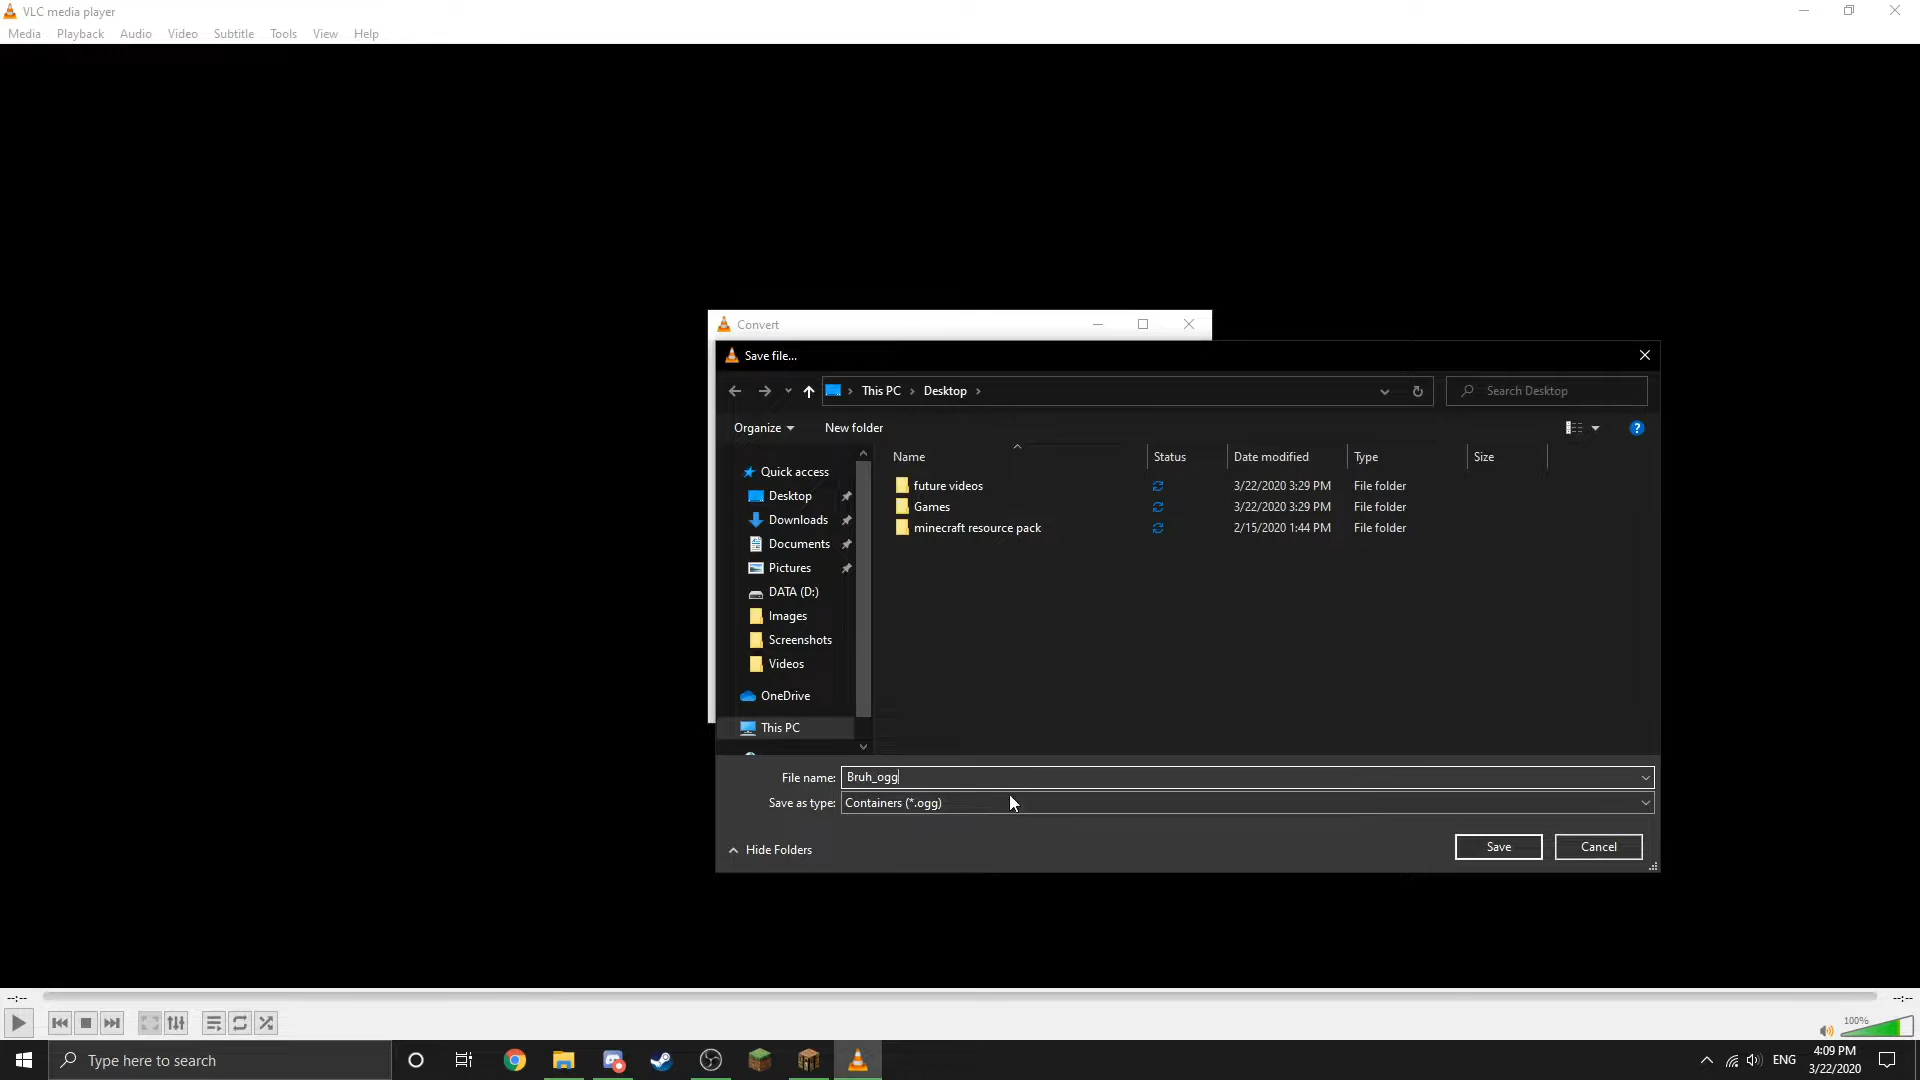 VLC media player
Media Playback Audio Video Subtitle Tools View Help
Convert
Save file...
This PC Desktop
Search Desktop
Organize New folder
Name Status Date modified Type Size
Quick access
Desktop
Downloads
Documents
Pictures
DATA (D:)
Images
Screenshots
Videos
OneDrive
This PC
future videos 3/22/2020 3:29 PM File folder
Games 3/22/2020 3:29 PM File folder
minecraft resource pack 2/15/2020 1:44 PM File folder
File name: Bruh_ogg
Save as type: Containers (*.ogg)
Hide Folders
Save Cancel
--:-- --:--
100%
Type here to search
ENG
4:09 PM
3/22/2020